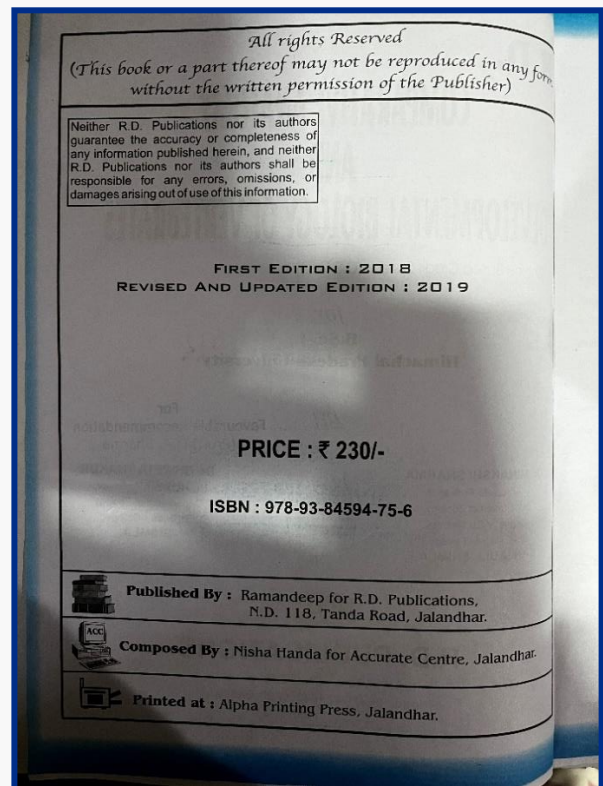 All rights Reserved
(This book or a part thereof may not be reproduced in any form
without the written permission of the Publisher)
Neither R.D. Publications nor its authors
guarantee the accuracy or completeness of
any information published herein, and neither
R.D. Publications nor its authors shall be
responsible for any errors, omissions, or
damages arising out of use of this information.
FIRST EDITION : 2018
REVISED AND UPDATED EDITION : 2019
PRICE : ₹ 230/-
ISBN : 978-93-84594-75-6
Published By : Ramandeep for R.D. Publications,
N.D. 118, Tanda Road, Jalandhar.
ACC
Composed By : Nisha Handa for Accurate Centre, Jalandhar.
Printed at : Alpha Printing Press, Jalandhar.